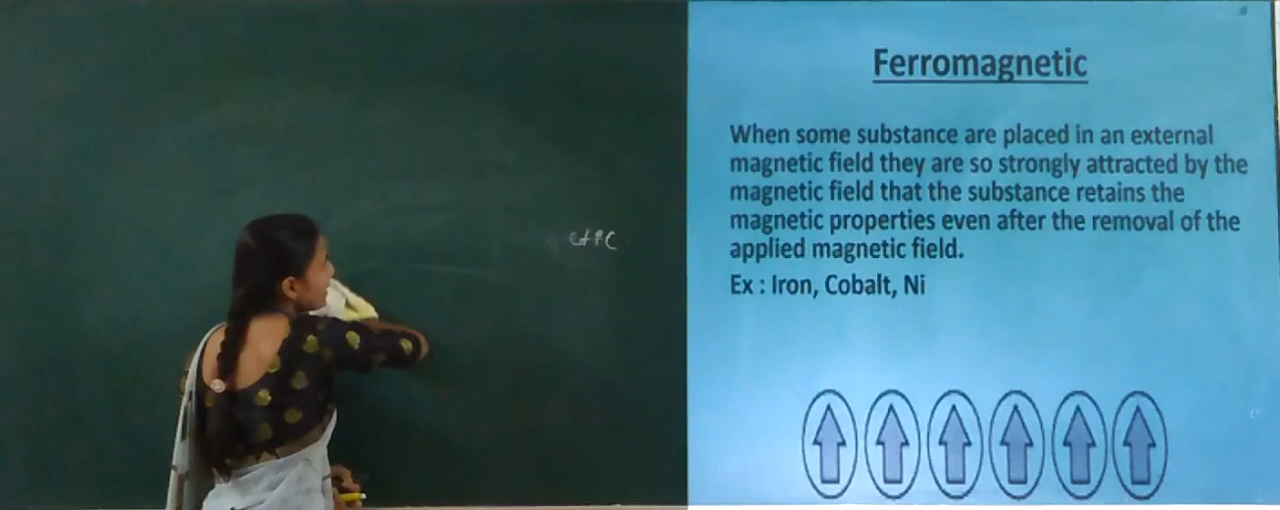 Ferromagnetic
When some substance are placed in an external
magnetic field they are so strongly attracted by the
magnetic field that the substance retains the
magnetic properties even after the removal of the
applied magnetic field.
Ex : Iron, Cobalt, Ni